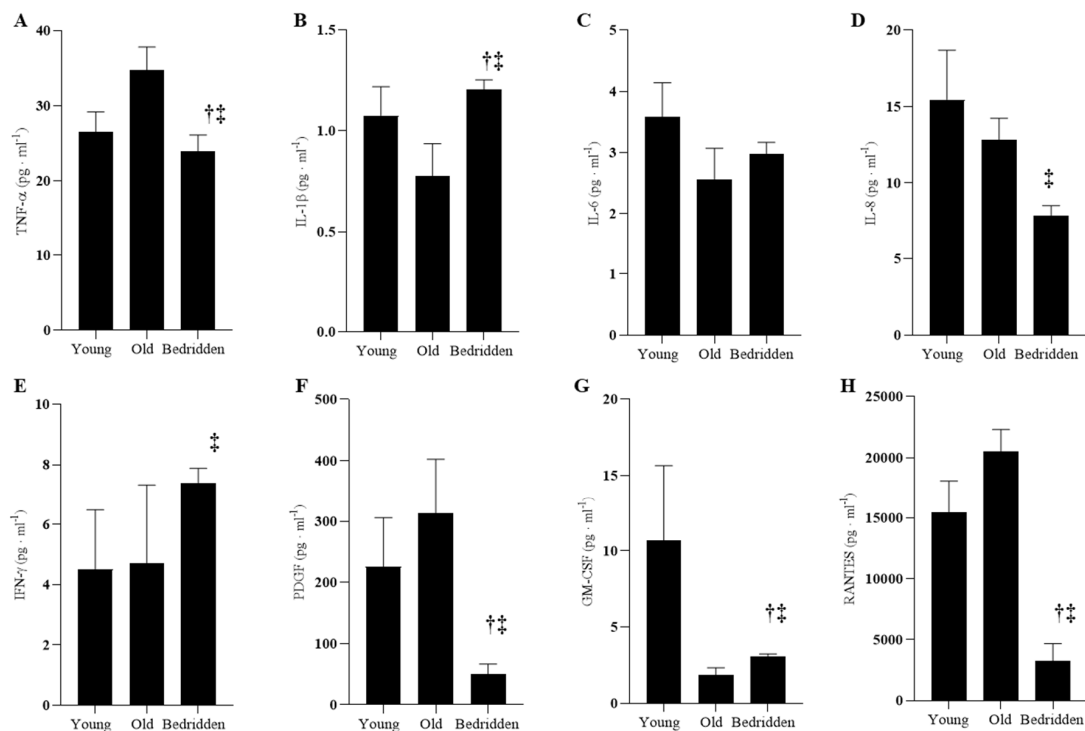 A
TNF-α (pg · ml⁻¹)
40
30
20
10
0
†‡
Young Old Bedridden
B
IL-1β (pg · ml⁻¹)
1.5
1.0
0.5
0.0
†‡
Young Old Bedridden
C
IL-6 (pg · ml⁻¹)
5
4
3
2
1
0
Young Old Bedridden
D
IL-8 (pg · ml⁻¹)
20
15
10
5
0
‡
Young Old Bedridden
E
IFN-γ (pg · ml⁻¹)
10
8
6
4
2
0
‡
Young Old Bedridden
F
PDGF (pg · ml⁻¹)
500
400
300
200
100
0
†‡
Young Old Bedridden
G
GM-CSF (pg · ml⁻¹)
20
15
10
5
0
†‡
Young Old Bedridden
H
RANTES (pg · ml⁻¹)
25000
20000
15000
10000
5000
0
†‡
Young Old Bedridden